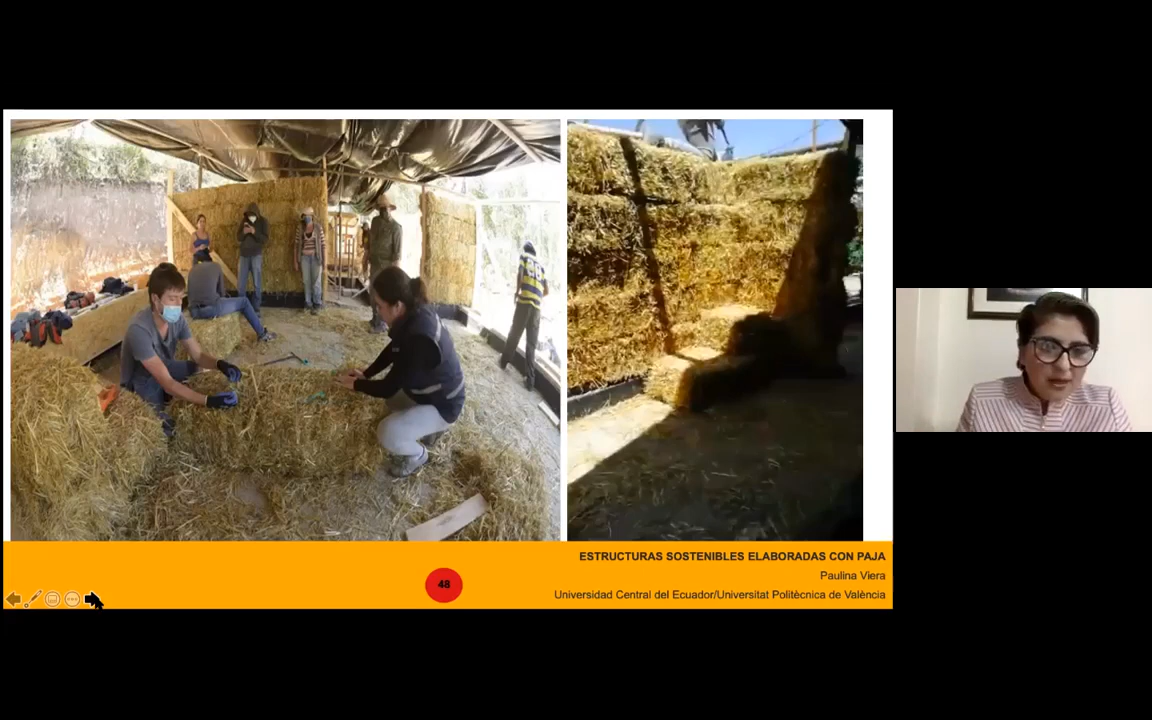 ESTRUCTURAS SOSTENIBLES ELABORADAS CON PAJA
Paulina Viera
48
Universidad Central del Ecuador/Universitat Politècnica de València